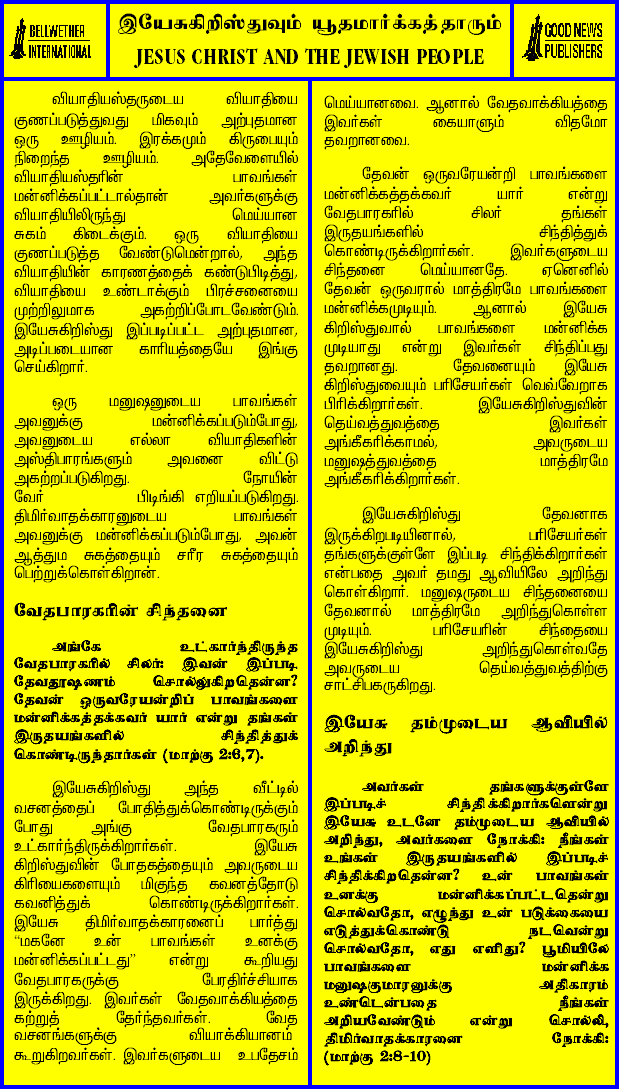 BELLWETHER
INTERNATIONAL
இயேசுகிறிஸ்துவும் யூதமார்க்கத்தாரும்
JESUS CHRIST AND THE JEWISH PEOPLE
GOOD NEWS
PUBLISHERS
வியாதியஸ்தருடைய வியாதியை
குணப்படுத்துவது மிகவும் அற்புதமான
ஒரு ஊழியம். இரக்கமும் கிருபையும்
நிறைந்த ஊழியம். அதேவேளையில்
வியாதியஸ்தரின் பாவங்கள்
மன்னிக்கப்பட்டால்தான் அவர்களுக்கு
வியாதியிலிருந்து மெய்யான
சுகம் கிடைக்கும். ஒரு வியாதியை
குணப்படுத்த வேண்டுமென்றால், அந்த
வியாதியின் காரணத்தைக் கண்டுபிடித்து,
வியாதியை உண்டாக்கும் பிரச்சனையை
முற்றிலுமாக அகற்றிப்போடவேண்டும்.
இயேசுகிறிஸ்து இப்படிப்பட்ட அற்புதமான,
அடிப்படையான காரியத்தையே இங்கு
செய்கிறார்.
ஒரு மனுஷனுடைய பாவங்கள்
அவனுக்கு மன்னிக்கப்படும்போது,
அவனுடைய எல்லா வியாதிகளின்
அஸ்திபாரங்களும் அவனை விட்டு
அகற்றப்படுகிறது. நோயின்
வேர் பிடிங்கி எறியப்படுகிறது.
திமிர்வாதக்காரனுடைய பாவங்கள்
அவனுக்கு மன்னிக்கப்படும்போது, அவன்
ஆத்தும சுகத்தையும் சரீர சுகத்தையும்
பெற்றுக்கொள்கிறான்.
வேதபாரகரின் சிந்தனை
அங்கே உட்கார்ந்திருந்த
வேதபாரகரில் சிலர்: இவன் இப்படி
தேவதூஷணம் சொல்லுகிறதென்ன?
தேவன் ஒருவரேயன்றிப் பாவங்களை
மன்னிக்கத்தக்கவர் யார் என்று தங்கள்
இருதயங்களில் சிந்தித்துக்
கொண்டிருந்தார்கள் (மாற்கு 2:6,7).
இயேசுகிறிஸ்து அந்த வீட்டில்
வசனத்தைப் போதித்துக்கொண்டிருக்கும்
போது அங்கு வேதபாரகரும்
உட்கார்ந்திருக்கிறார்கள். இயேசு
கிறிஸ்துவின் போதகத்தையும் அவருடைய
கிரியைகளையும் மிகுந்த கவனத்தோடு
கவனித்துக் கொண்டிருக்கிறார்கள்.
இயேசு திமிர்வாதக்காரனைப் பார்த்து
“மகனே உன் பாவங்கள் உனக்கு
மன்னிக்கப்பட்டது” என்று கூறியது
வேதபாரகருக்கு பேரதிர்ச்சியாக
இருக்கிறது. இவர்கள் வேதவாக்கியத்தை
கற்றுத் தேர்ந்தவர்கள். வேத
வசனங்களுக்கு வியாக்கியானம்
கூறுகிறவர்கள். இவர்களுடைய உபதேசம்
மெய்யானவை. ஆனால் வேதவாக்கியத்தை
இவர்கள் கையாளும் விதமோ
தவறானவை.
தேவன் ஒருவரேயன்றி பாவங்களை
மன்னிக்கத்தக்கவர் யார் என்று
வேதபாரகரில் சிலர் தங்கள்
இருதயங்களில் சிந்தித்துக்
கொண்டிருக்கிறார்கள். இவர்களுடைய
சிந்தனை மெய்யானதே. ஏனெனில்
தேவன் ஒருவரால் மாத்திரமே பாவங்களை
மன்னிக்கமுடியும். ஆனால் இயேசு
கிறிஸ்துவால் பாவங்களை மன்னிக்க
முடியாது என்று இவர்கள் சிந்திப்பது
தவறானது. தேவனையும் இயேசு
கிறிஸ்துவையும் பரிசேயர்கள் வெவ்வேறாக
பிரிக்கிறார்கள். இயேசுகிறிஸ்துவின்
தெய்வத்துவத்தை இவர்கள்
அங்கீகரிக்காமல், அவருடைய
மனுஷத்துவத்தை மாத்திரமே
அங்கீகரிக்கிறார்கள்.
இயேசுகிறிஸ்து தேவனாக
இருக்கிறபடியினால், பரிசேயர்கள்
தங்களுக்குள்ளே இப்படி சிந்திக்கிறார்கள்
என்பதை அவர் தமது ஆவியிலே அறிந்து
கொள்கிறார். மனுஷருடைய சிந்தனையை
தேவனால் மாத்திரமே அறிந்துகொள்ள
முடியும். பரிசேயரின் சிந்தையை
இயேசுகிறிஸ்து அறிந்துகொள்வதே
அவருடைய தெய்வத்துவத்திற்கு
சாட்சிபகருகிறது.
இயேசு தம்முடைய ஆவியில்
அறிந்து
அவர்கள் தங்களுக்குள்ளே
இப்படிச் சிந்திக்கிறார்களென்று
இயேசு உடனே தம்முடைய ஆவியில்
அறிந்து, அவர்களை நோக்கி: நீங்கள்
உங்கள் இருதயங்களில் இப்படிச்
சிந்திக்கிறதென்ன? உன் பாவங்கள்
உனக்கு மன்னிக்கப்பட்டதென்று
சொல்வதோ, எழுந்து உன் படுக்கையை
எடுத்துக்கொண்டு நடவென்று
சொல்வதோ, எது எளிது? பூமியிலே
பாவங்களை மன்னிக்க
மனுஷகுமாரனுக்கு அதிகாரம்
உண்டென்பதை நீங்கள்
அறியவேண்டும் என்று சொல்லி,
திமிர்வாதக்காரனை நோக்கி:
(மாற்கு 2:8-10)